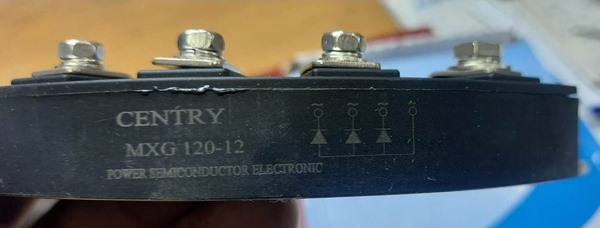 CENTRY
MXG 120-12
POWER SEMICONDUCTOR ELECTRONIC
~ ~ ~ ~